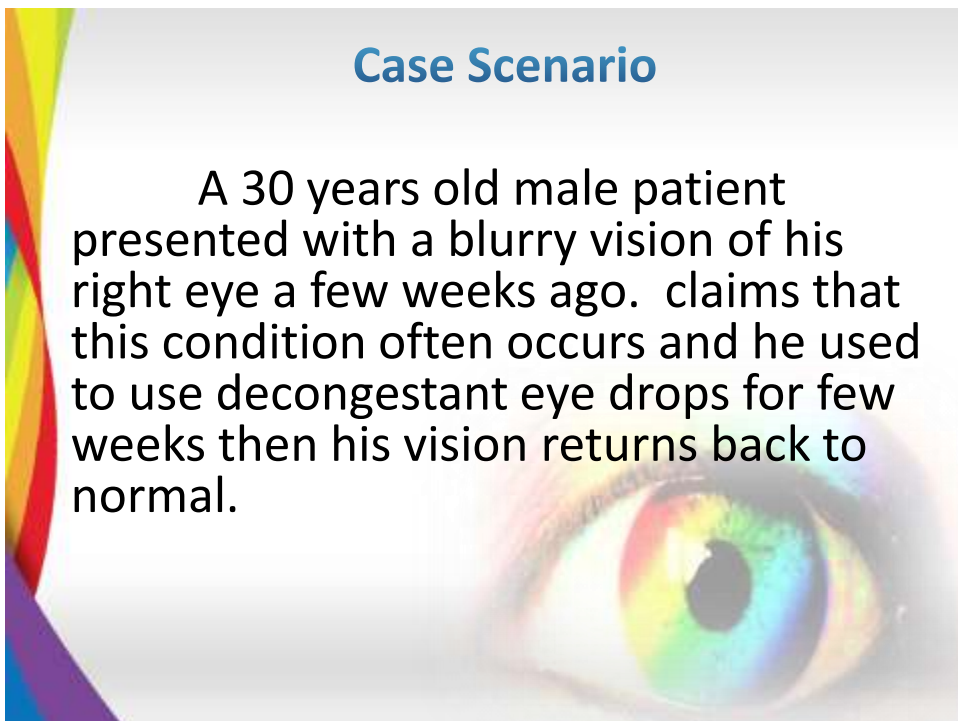 Case Scenario
A 30 years old male patient
presented with a blurry vision of his
right eye a few weeks ago.  claims that
this condition often occurs and he used
to use decongestant eye drops for few
weeks then his vision returns back to
normal.